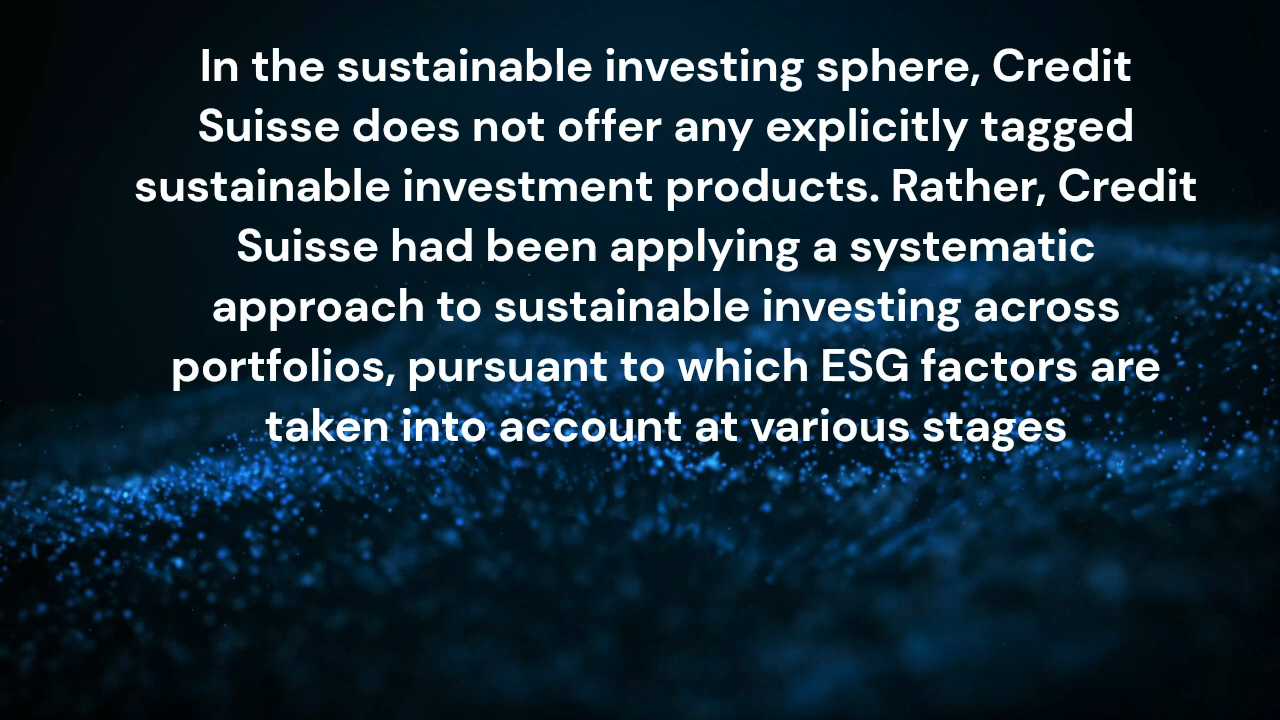 In the sustainable investing sphere, Credit
Suisse does not offer any explicitly tagged
sustainable investment products. Rather, Credit
Suisse had been applying a systematic
approach to sustainable investing across
portfolios, pursuant to which ESG factors are
taken into account at various stages